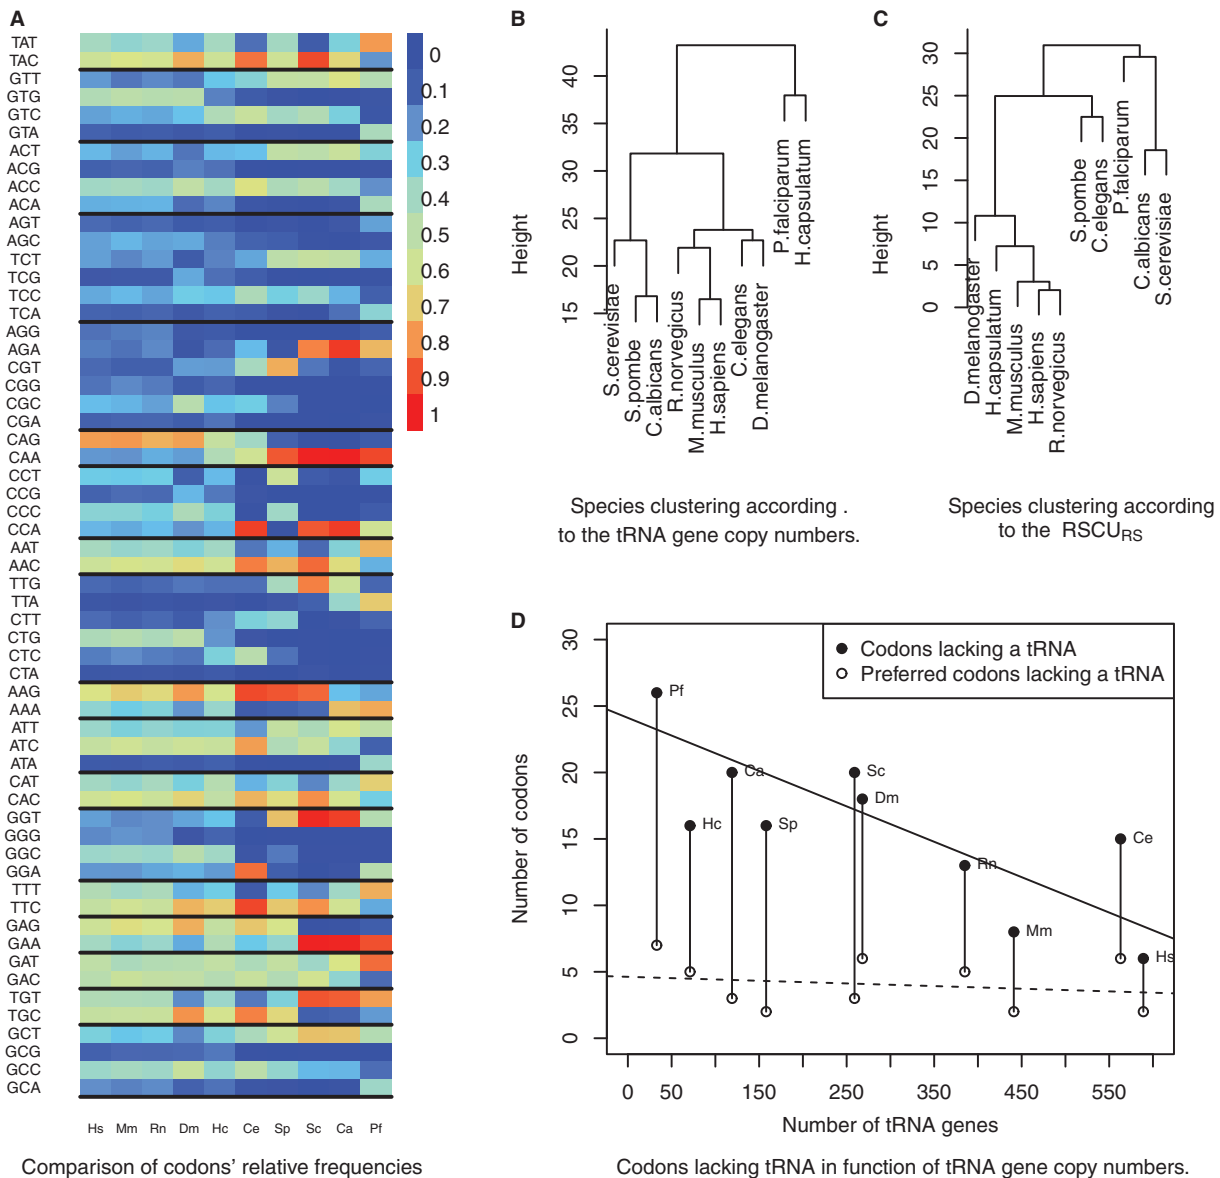 A
TAT
TAC
GTT
GTG
GTC
GTA
ACT
ACG
ACC
ACA
AGT
AGC
TCT
TCG
TCC
TCA
AGG
AGA
CGT
CGG
CGC
CGA
CAG
CAA
CCT
CCG
CCC
CCA
AAT
AAC
TTG
TTA
CTT
CTG
CTC
CTA
AAG
AAA
ATT
ATC
ATA
CAT
CAC
GGT
GGG
GGC
GGA
TTT
TTC
GAG
GAA
GAT
GAC
TGT
TGC
GCT
GCG
GCC
GCA
Hs Mm Rn Dm Hc Ce Sp Sc Ca Pf
0
0.1
0.2
0.3
0.4
0.5
0.6
0.7
0.8
0.9
1
Comparison of codons' relative frequencies
B
Height
40
35
30
25
20
15
S.cerevisiae
S.pombe
C.albicans
R.norvegicus
M.musculus
H.sapiens
C.elegans
D.melanogaster
P.falciparum
H.capsulatum
Species clustering according .
to the tRNA gene copy numbers.
C
Height
30
25
20
15
10
5
0
D.melanogaster
H.capsulatum
M.musculus
H.sapiens
R.norvegicus
S.pombe
C.elegans
P.falciparum
C.albicans
S.cerevisiae
Species clustering according
to the RSCURS
D
Number of codons
30
25
20
15
10
5
0
Codons lacking a tRNA
Preferred codons lacking a tRNA
Pf
Hc
Ca
Sp
Sc
Dm
Rn
Mm
Ce
Hs
0 50 150 250 350 450 550
Number of tRNA genes
Codons lacking tRNA in function of tRNA gene copy numbers.